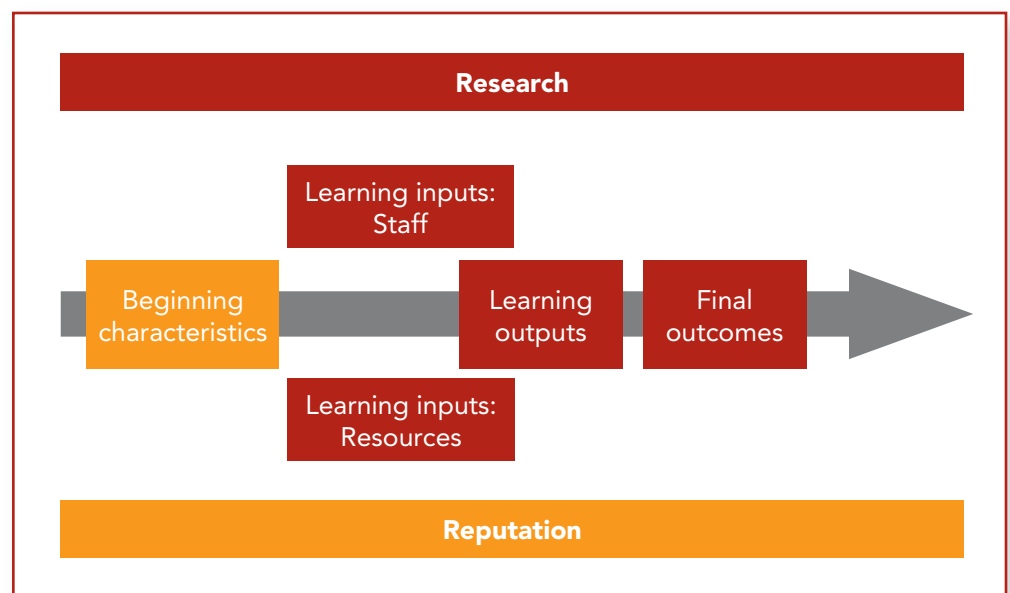 Research
Learning inputs:
Staff
Beginning
characteristics
Learning
outputs
Final
outcomes
Learning inputs:
Resources
Reputation